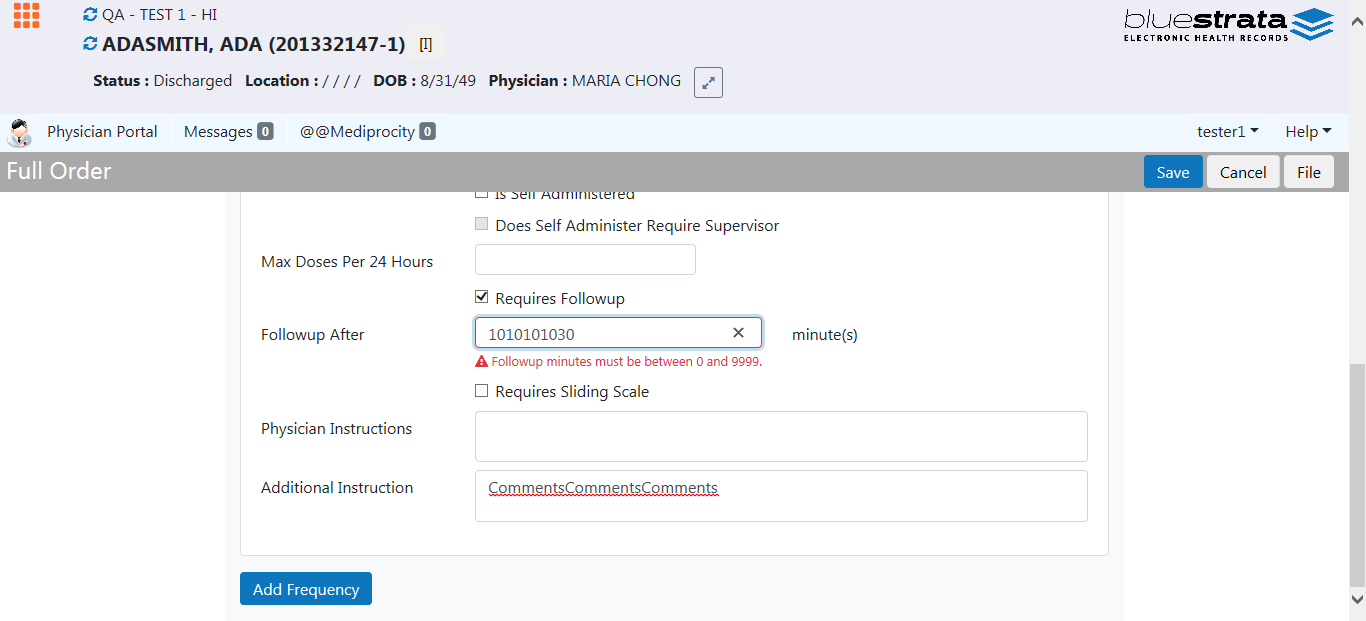 QA - TEST 1 - HI
ADASMITH, ADA (201332147-1) [I]
bluestrata
ELECTRONIC HEALTH RECORDS
Status : Discharged Location : / / / / DOB : 8/31/49 Physician : MARIA CHONG
Physician Portal Messages 0 @@Mediprocity 0 tester1 Help
Full Order Save Cancel File
Is Self Administered
Does Self Administer Require Supervisor
Max Doses Per 24 Hours
Requires Followup
Followup After 1010101030 minute(s)
Followup minutes must be between 0 and 9999.
Requires Sliding Scale
Physician Instructions
Additional Instruction CommentsCommentsComments
Add Frequency